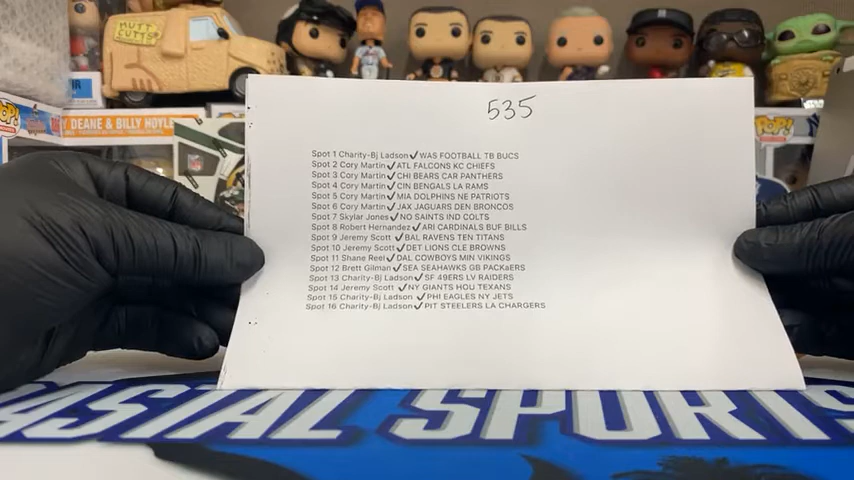 MUTT CUTTS
535
Spot 1 Charity-Bj Ladson ✓ WAS FOOTBALL TB BUCS
Spot 2 Cory Martin ✓ ATL FALCONS KC CHIEFS
Spot 3 Cory Martin ✓ CHI BEARS CAR PANTHERS
Spot 4 Cory Martin ✓ CIN BENGALS LA RAMS
Spot 5 Cory Martin ✓ MIA DOLPHINS NE PATRIOTS
Spot 6 Cory Martin ✓ JAX JAGUARS DEN BRONCOS
Spot 7 Skylar Jones ✓ NO SAINTS IND COLTS
Spot 8 Robert Hernandez ✓ ARI CARDINALS BUF BILLS
Spot 9 Jeremy Scott ✓ BAL RAVENS TEN TITANS
Spot 10 Jeremy Scott ✓ DET LIONS CLE BROWNS
Spot 11 Shane Reel ✓ DAL COWBOYS MIN VIKINGS
Spot 12 Brett Gilman ✓ SEA SEAHAWKS GB PACKERS
Spot 13 Charity-Bj Ladson ✓ SF 49ERS LV RAIDERS
Spot 14 Jeremy Scott ✓ NY GIANTS HOU TEXANS
Spot 15 Charity-Bj Ladson ✓ PHI EAGLES NY JETS
Spot 16 Charity-Bj Ladson ✓ PIT STEELERS LA CHARGERS
POP!
Y DEANE & BILLY HOYLE
NFL
POP!
ASTIAL SPORTS